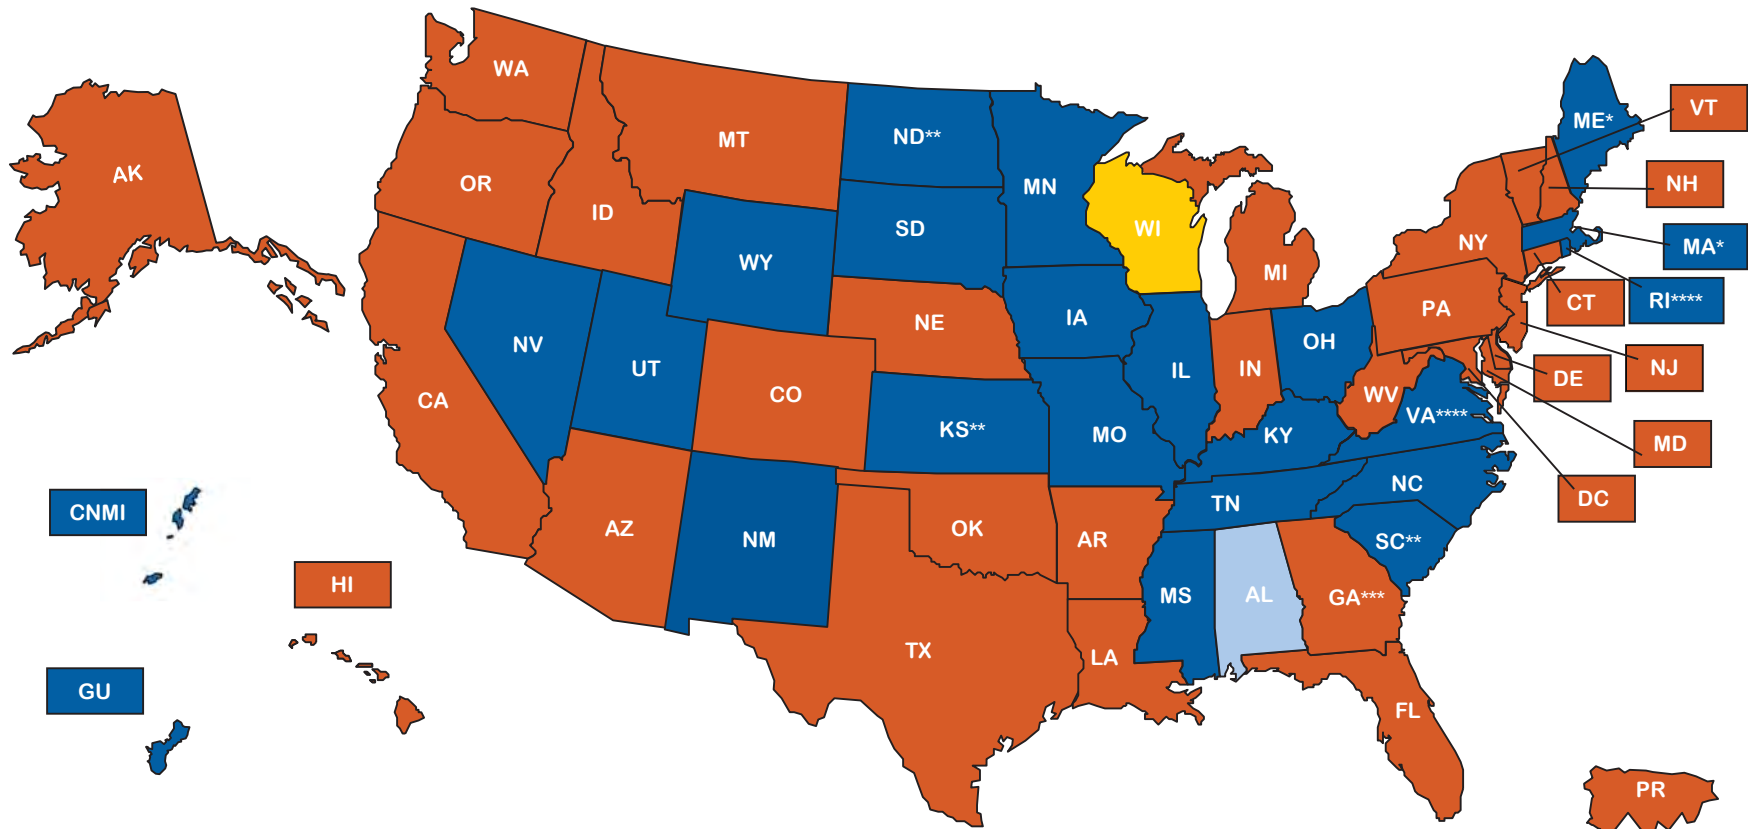 WA
MT
ND**
MN
ME*
VT
AK
OR
ID
SD
WI
NH
NY
MA*
WY
MI
CT
RI****
NE
IA
PA
NV
UT
CO
IL
IN
OH
NJ
DE
CA
WV
VA****
KS**
MO
KY
MD
NC
DC
CNMI
TN
AZ
NM
OK
AR
SC**
HI
MS
AL
GA***
TX
LA
GU
FL
PR